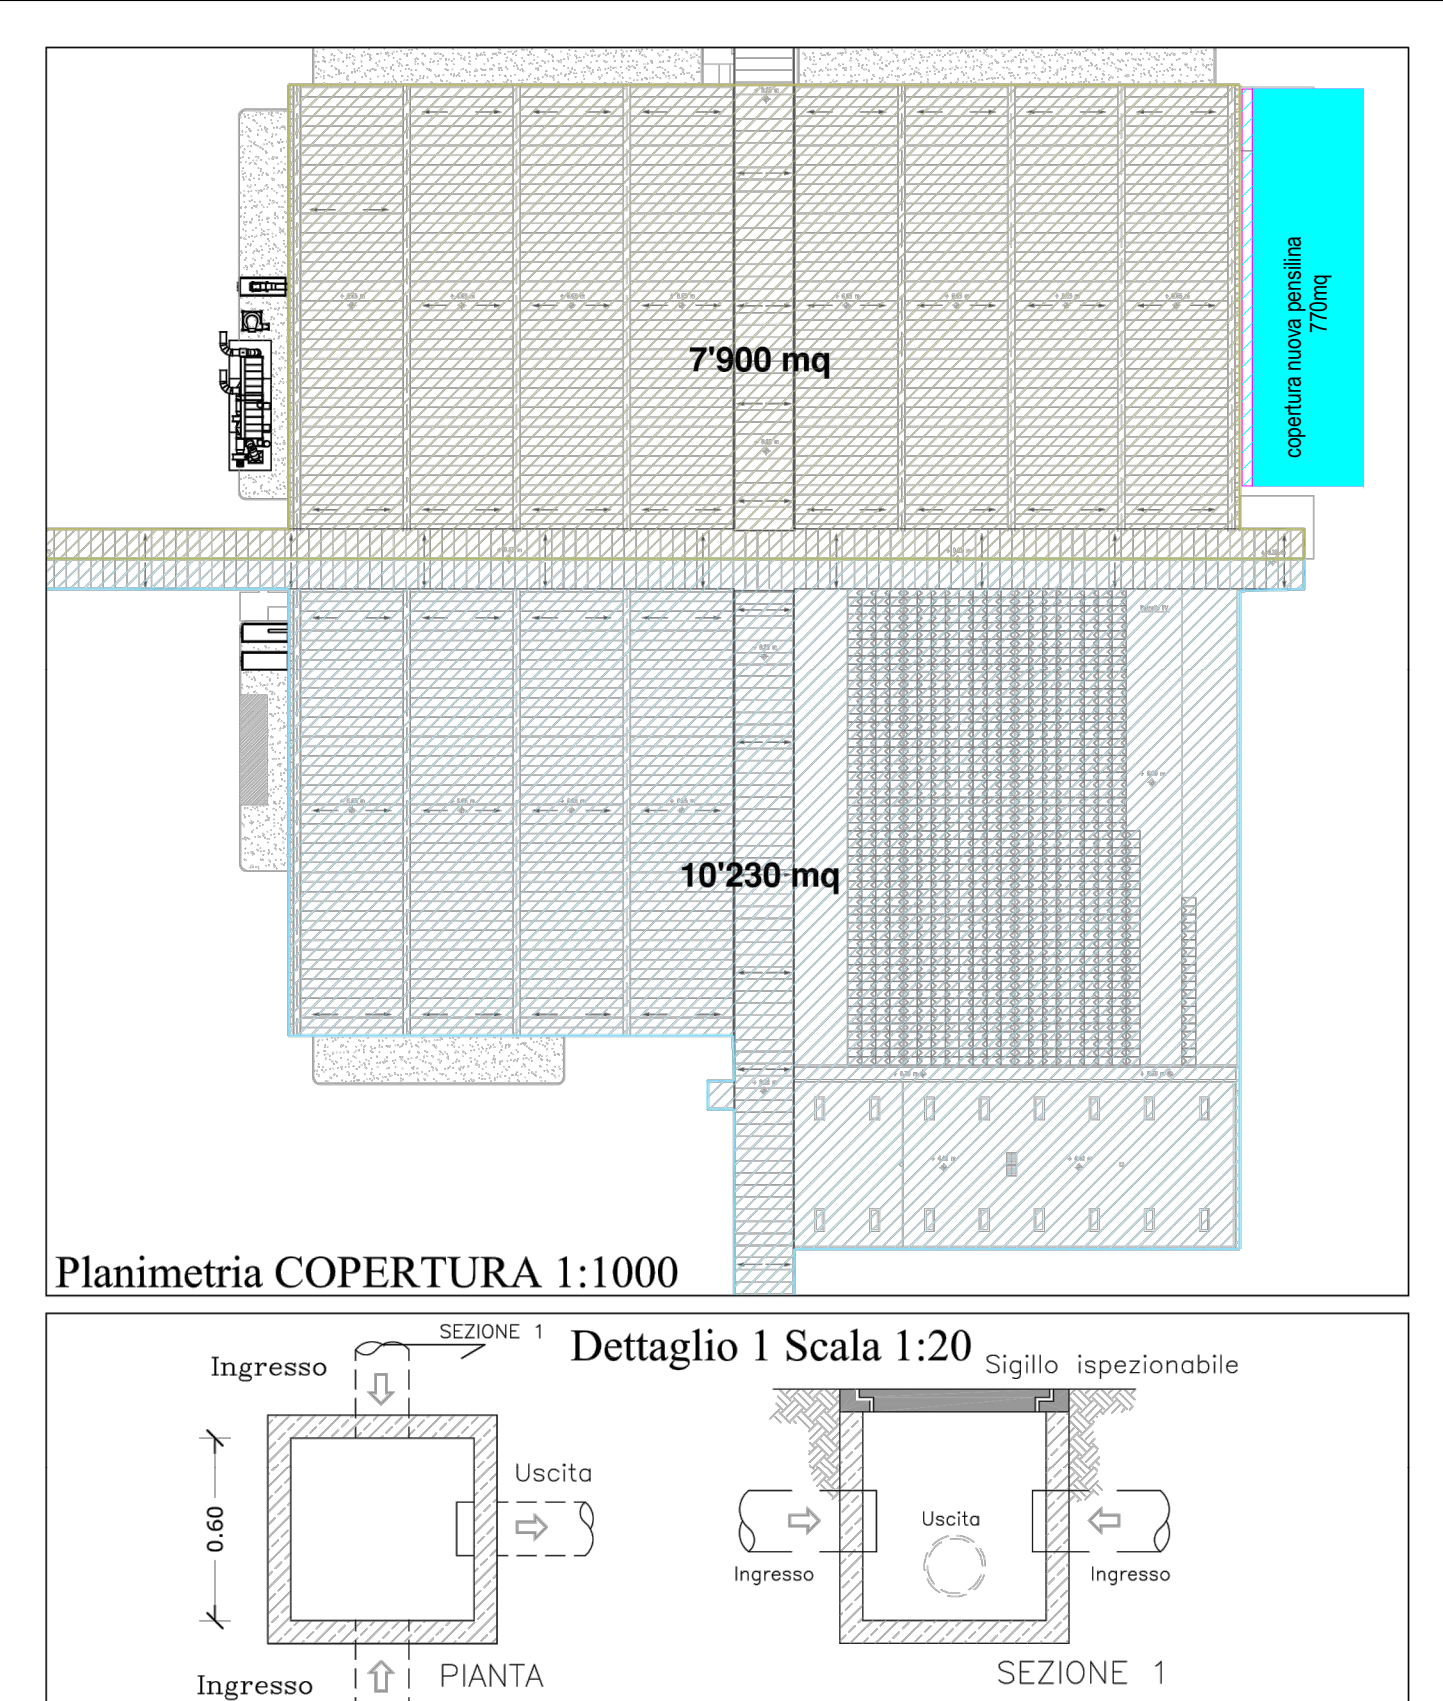 copertura nuova pensilina
770mq
7'900 mq
10'230 mq
Planimetria COPERTURA 1:1000
SEZIONE 1
Dettaglio 1 Scala 1:20
Ingresso
Sigillo ispezionabile
Uscita
0.60
Uscita
Ingresso
Ingresso
Ingresso
PIANTA
SEZIONE 1